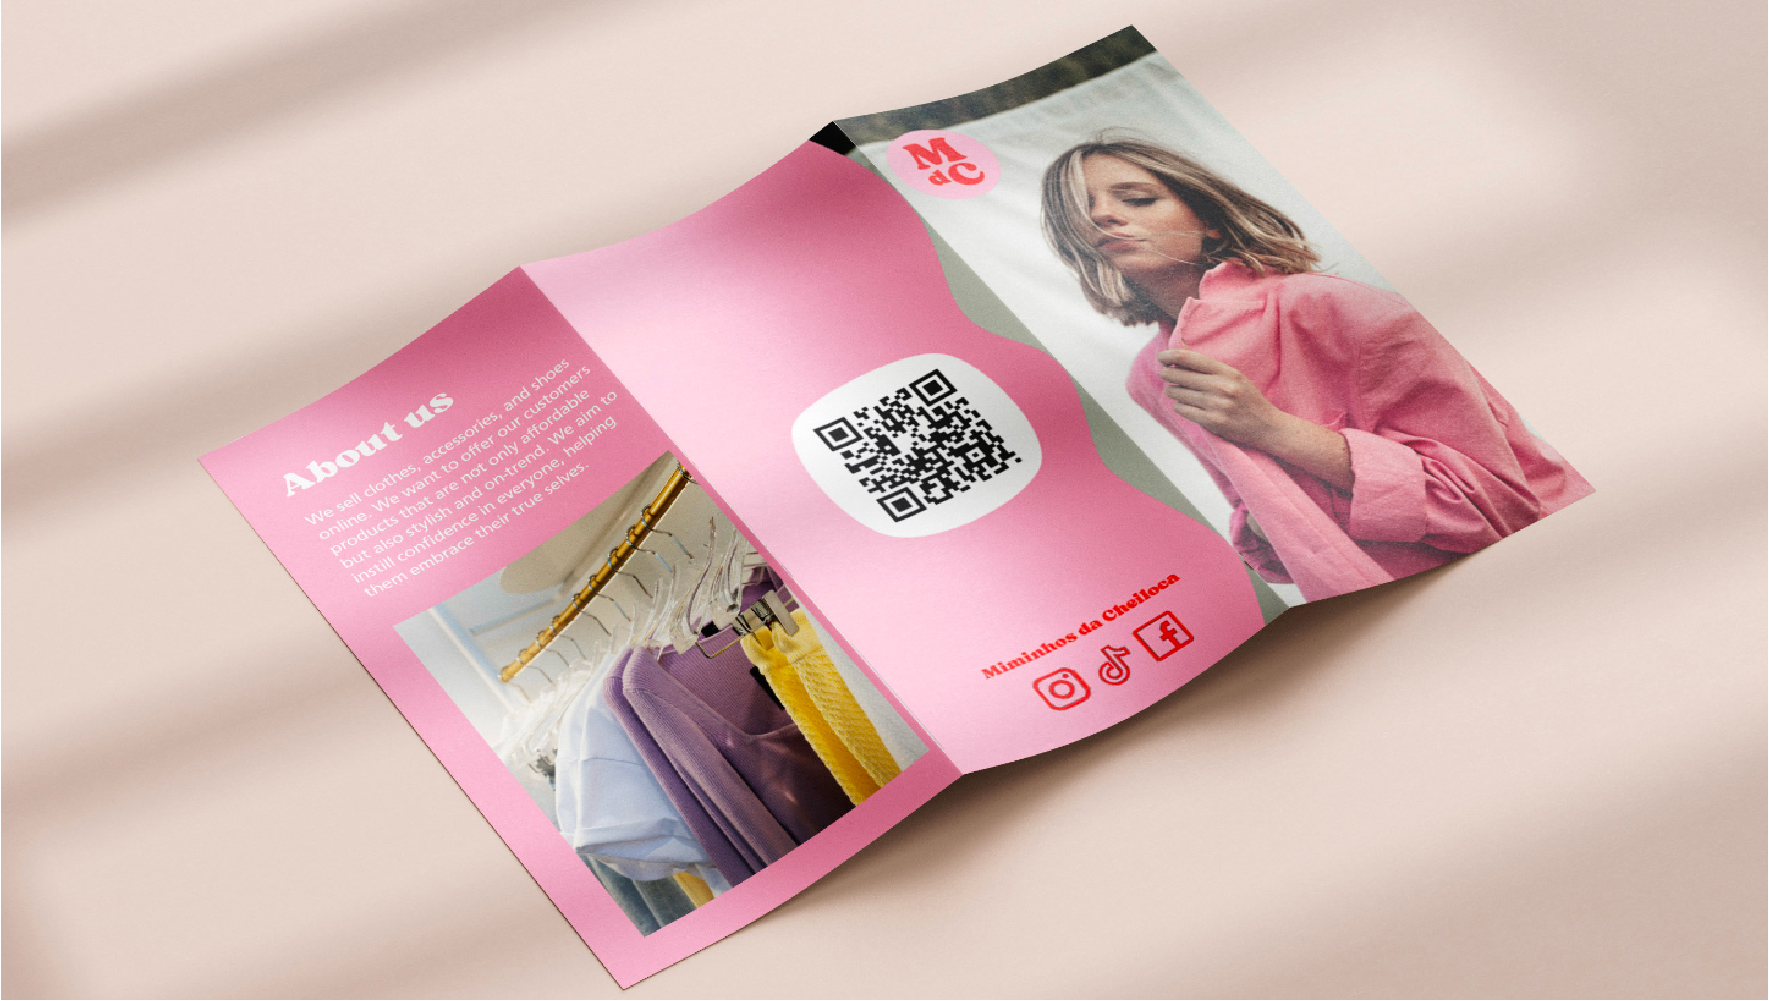 About us
We sell clothes, accessories, and shoes
online. We want to offer our customers
products that are not only affordable
but also stylish and on-trend. We aim to
instill confidence in everyone, helping
them embrace their true selves.
Miminhos da Cheiloca
M
dC